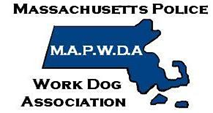 MASSACHUSETTS POLICE
M.A.P.W.D.A
WORK DOG
ASSOCIATION